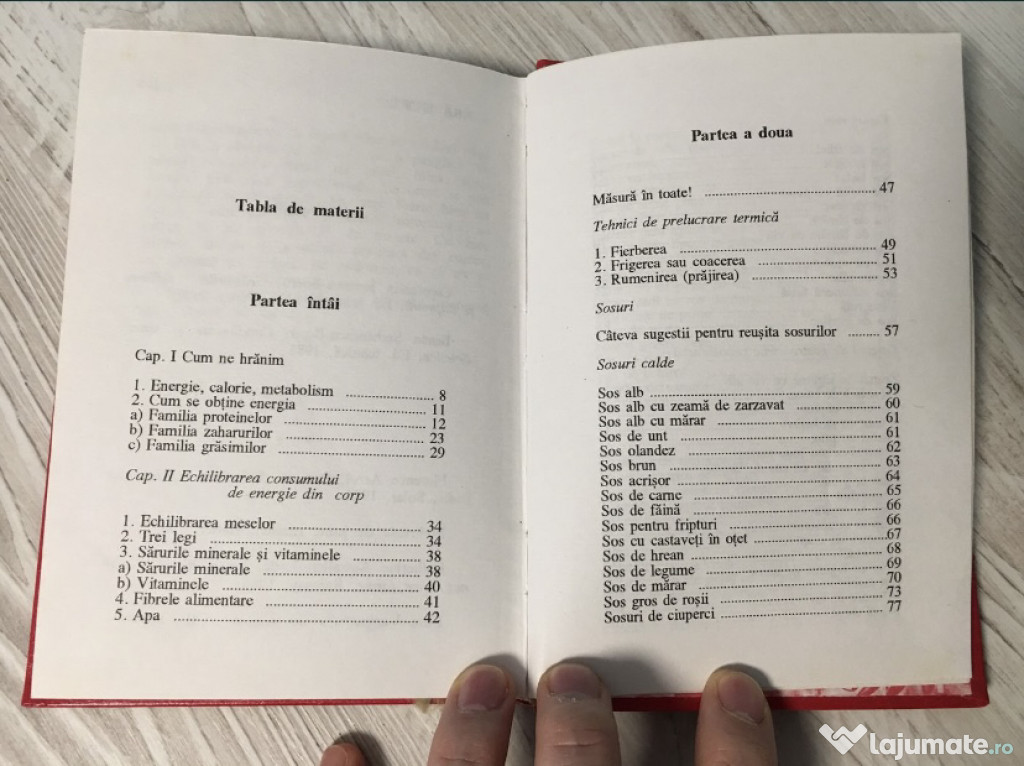 Tabla de materii
Partea întâi
Cap. I Cum ne hrănim
1. Energie, calorie, metabolism .......... 8
2. Cum se obține energia .......... 11
a) Familia proteinelor .......... 12
b) Familia zaharurilor .......... 23
c) Familia grăsimilor .......... 29
Cap. II Echilibrarea consumului
de energie din corp
1. Echilibrarea meselor .......... 34
2. Trei legi .......... 34
3. Sărurile minerale și vitaminele .......... 38
a) Sărurile minerale .......... 38
b) Vitaminele .......... 40
4. Fibrele alimentare .......... 41
5. Apa .......... 42
Partea a doua
Măsură în toate! .......... 47
Tehnici de prelucrare termică
1. Fierberea .......... 49
2. Frigerea sau coacerea .......... 51
3. Rumenirea (prăjirea) .......... 53
Sosuri
Câteva sugestii pentru reușita sosurilor .......... 57
Sosuri calde
Sos alb .......... 59
Sos alb cu zeamă de zarzavat .......... 60
Sos alb cu mărar .......... 61
Sos de unt .......... 61
Sos olandez .......... 62
Sos brun .......... 63
Sos acrișor .......... 64
Sos de carne .......... 65
Sos de făină .......... 66
Sos pentru fripturi .......... 66
Sos cu castaveți în oțet .......... 67
Sos de hrean .......... 68
Sos de legume .......... 69
Sos de mărar .......... 70
Sos gros de roșii .......... 73
Sosuri de ciuperci .......... 77
lajumate.ro